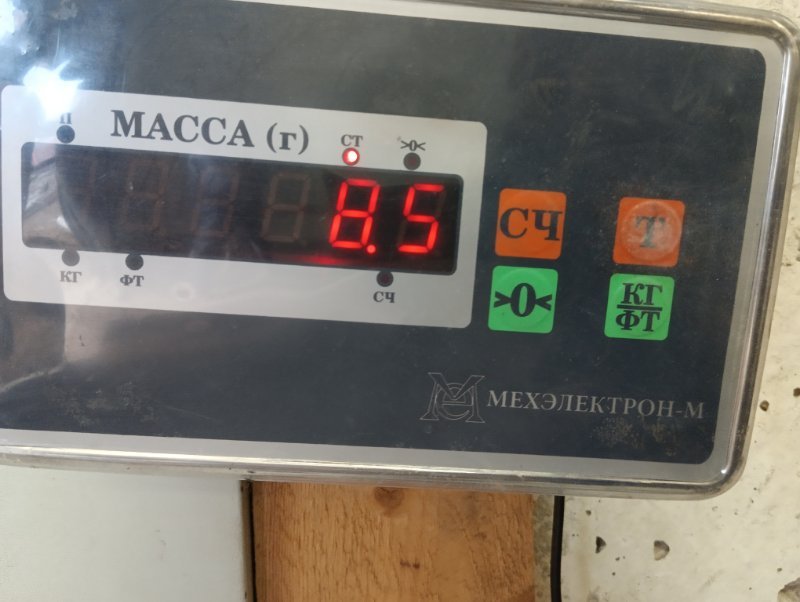 П
МАССА (г)
СТ
>0<
8.5
КГ
ФТ
СЧ
СЧ
Т
>0<
КГ
ФТ
МЕХЭЛЕКТРОН-М